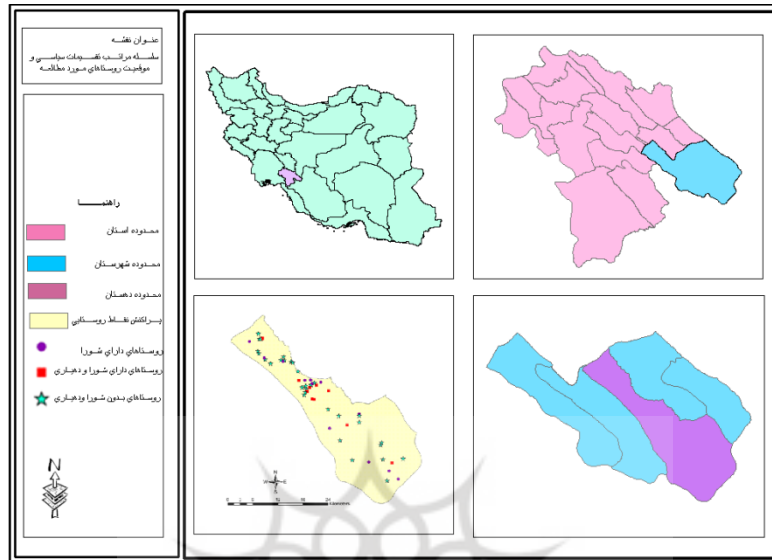 عنوان نقشه
سلسله مراتب تقسیمات سیاسی و
موقعیت روستاهای مورد مطالعه
راهنما
محدوده استان
محدوده شهرستان
محدوده دهستان
پراکنش نقاط روستایی
روستاهای دارای شورا
روستاهای دارای شورا و دهیاری
روستاهای بدون شورا ودهیاری
N
N
W
E
S